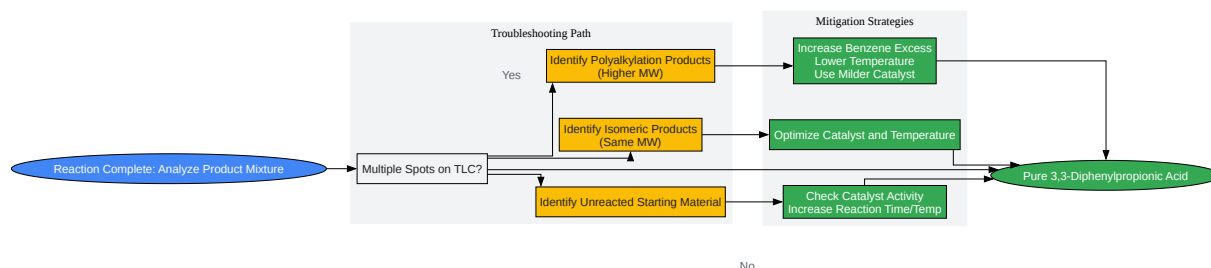 Mitigation Strategies
Troubleshooting Path
Increase Benzene Excess
Lower Temperature
Use Milder Catalyst
Identify Polyalkylation Products
(Higher MW)
Yes
Identify Isomeric Products
(Same MW)
Optimize Catalyst and Temperature
Reaction Complete: Analyze Product Mixture
Multiple Spots on TLC?
Pure 3,3-Diphenylpropionic Acid
Identify Unreacted Starting Material
Check Catalyst Activity
Increase Reaction Time/Temp
No